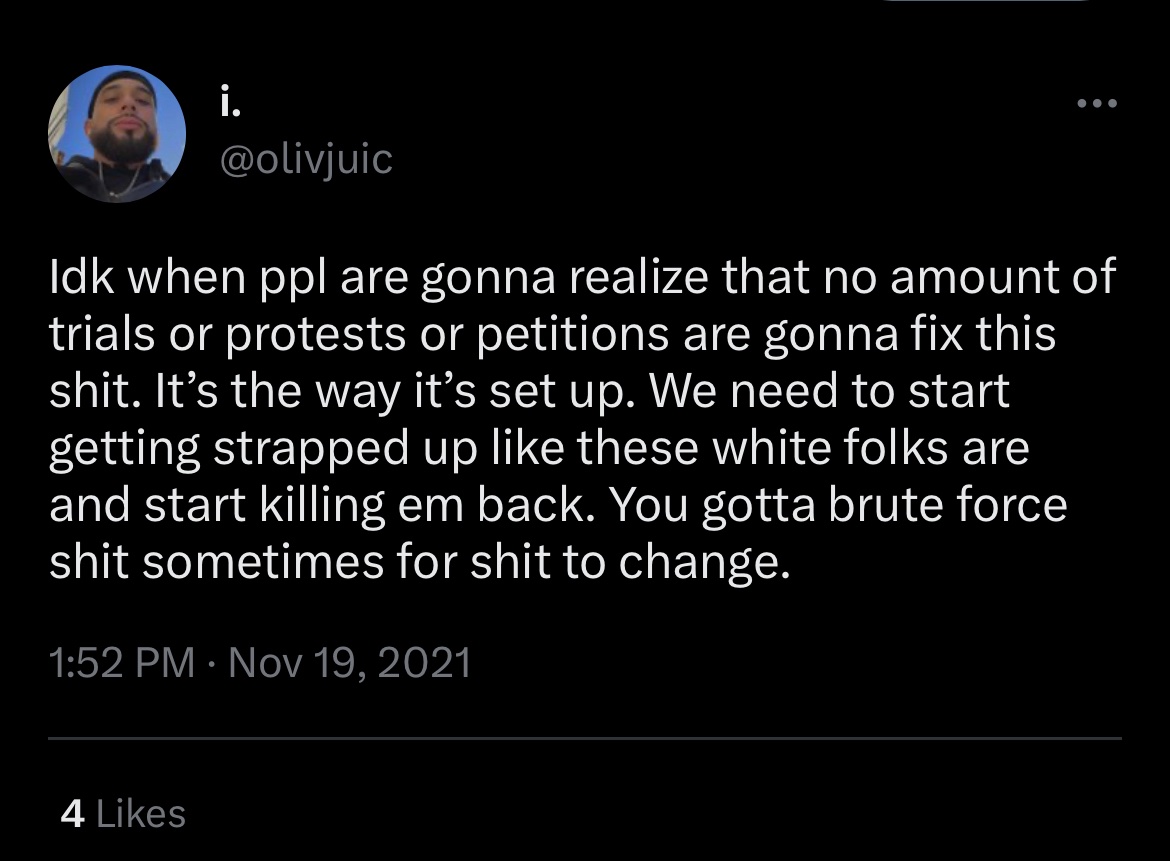 i.
@olivjuic
Idk when ppl are gonna realize that no amount of
trials or protests or petitions are gonna fix this
shit. It’s the way it’s set up. We need to start
getting strapped up like these white folks are
and start killing em back. You gotta brute force
shit sometimes for shit to change.
1:52 PM · Nov 19, 2021
4 Likes